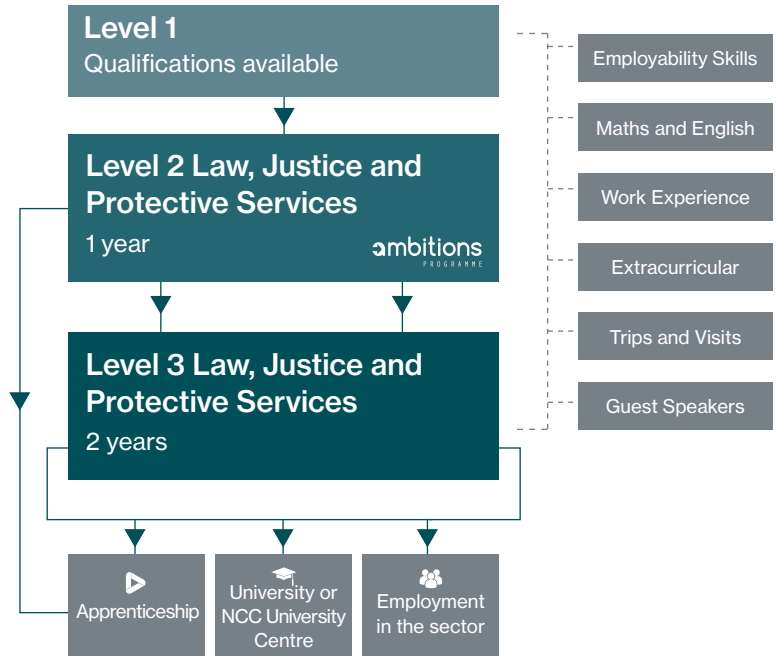 Level 1
Qualifications available
Level 2 Law, Justice and
Protective Services
1 year
ambitions
PROGRAMME
Level 3 Law, Justice and
Protective Services
2 years
Apprenticeship
University or
NCC University
Centre
Employment
in the sector
Employability Skills
Maths and English
Work Experience
Extracurricular
Trips and Visits
Guest Speakers